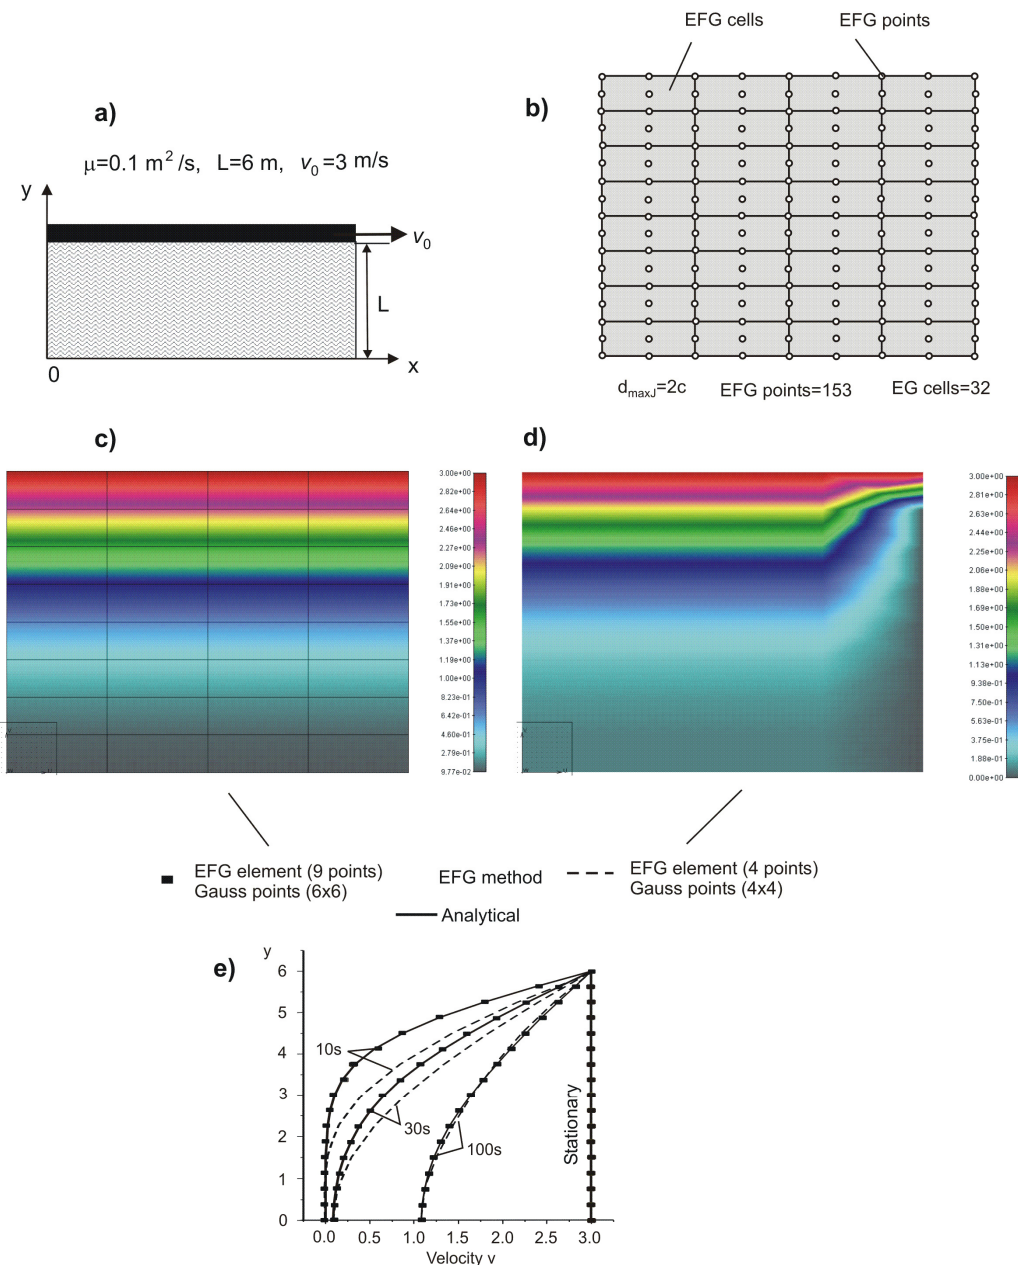 EFG cells
EFG points
a)
b)
μ=0.1 m²/s, L=6 m, v₀=3 m/s
y
v₀
L
0
x
d_maxJ=2c
EFG points=153
EG cells=32
c)
d)
3.00e+00
2.82e+00
2.64e+00
2.46e+00
2.27e+00
2.09e+00
1.91e+00
1.73e+00
1.55e+00
1.37e+00
1.19e+00
1.00e+00
8.23e-01
6.42e-01
4.60e-01
2.79e-01
9.77e-02
3.00e+00
2.81e+00
2.63e+00
2.44e+00
2.25e+00
2.06e+00
1.88e+00
1.69e+00
1.50e+00
1.31e+00
1.13e+00
9.38e-01
7.50e-01
5.63e-01
3.75e-01
1.88e-01
0.00e+00
EFG element (9 points)
Gauss points (6x6)
EFG method
EFG element (4 points)
Gauss points (4x4)
Analytical
e)
y
6
5
4
3
2
1
0
10s
30s
100s
Stationary
0.0
0.5
1.0
1.5
2.0
2.5
3.0
Velocity v